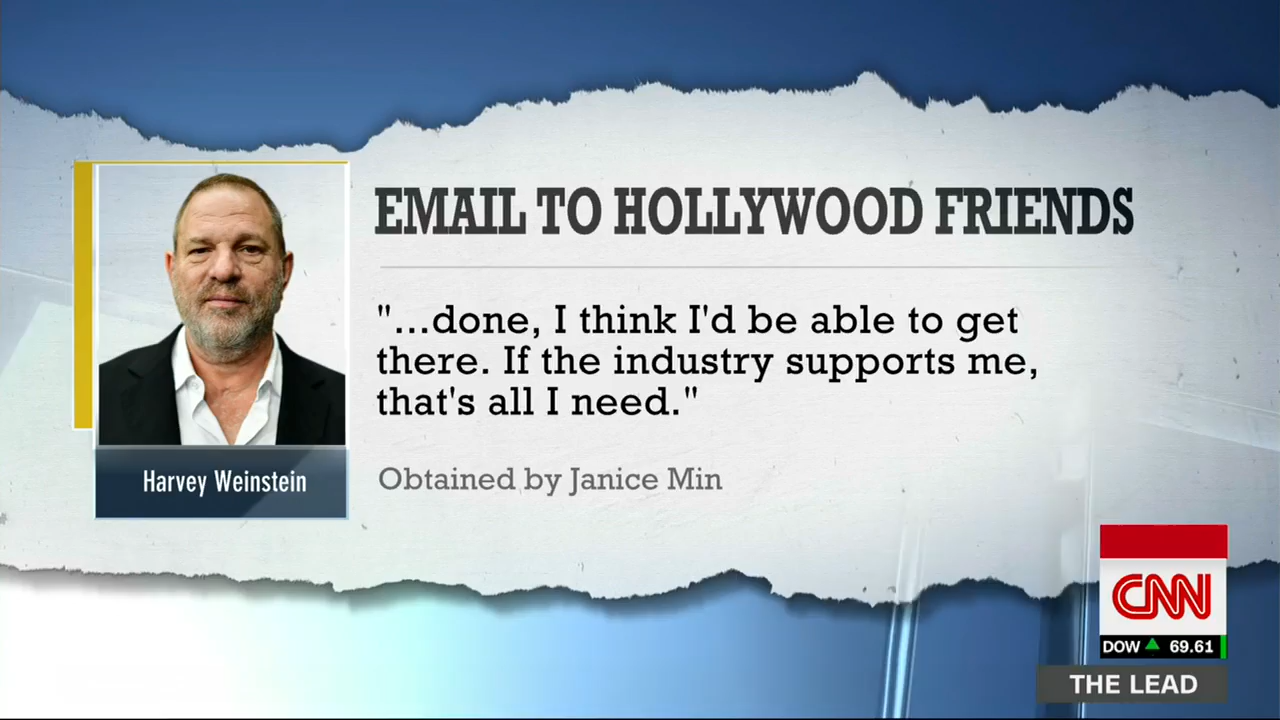 EMAIL TO HOLLYWOOD FRIENDS
"...done, I think I'd be able to get
there. If the industry supports me,
that's all I need."
Obtained by Janice Min
Harvey Weinstein
CNN
DOW ▲ 69.61
THE LEAD